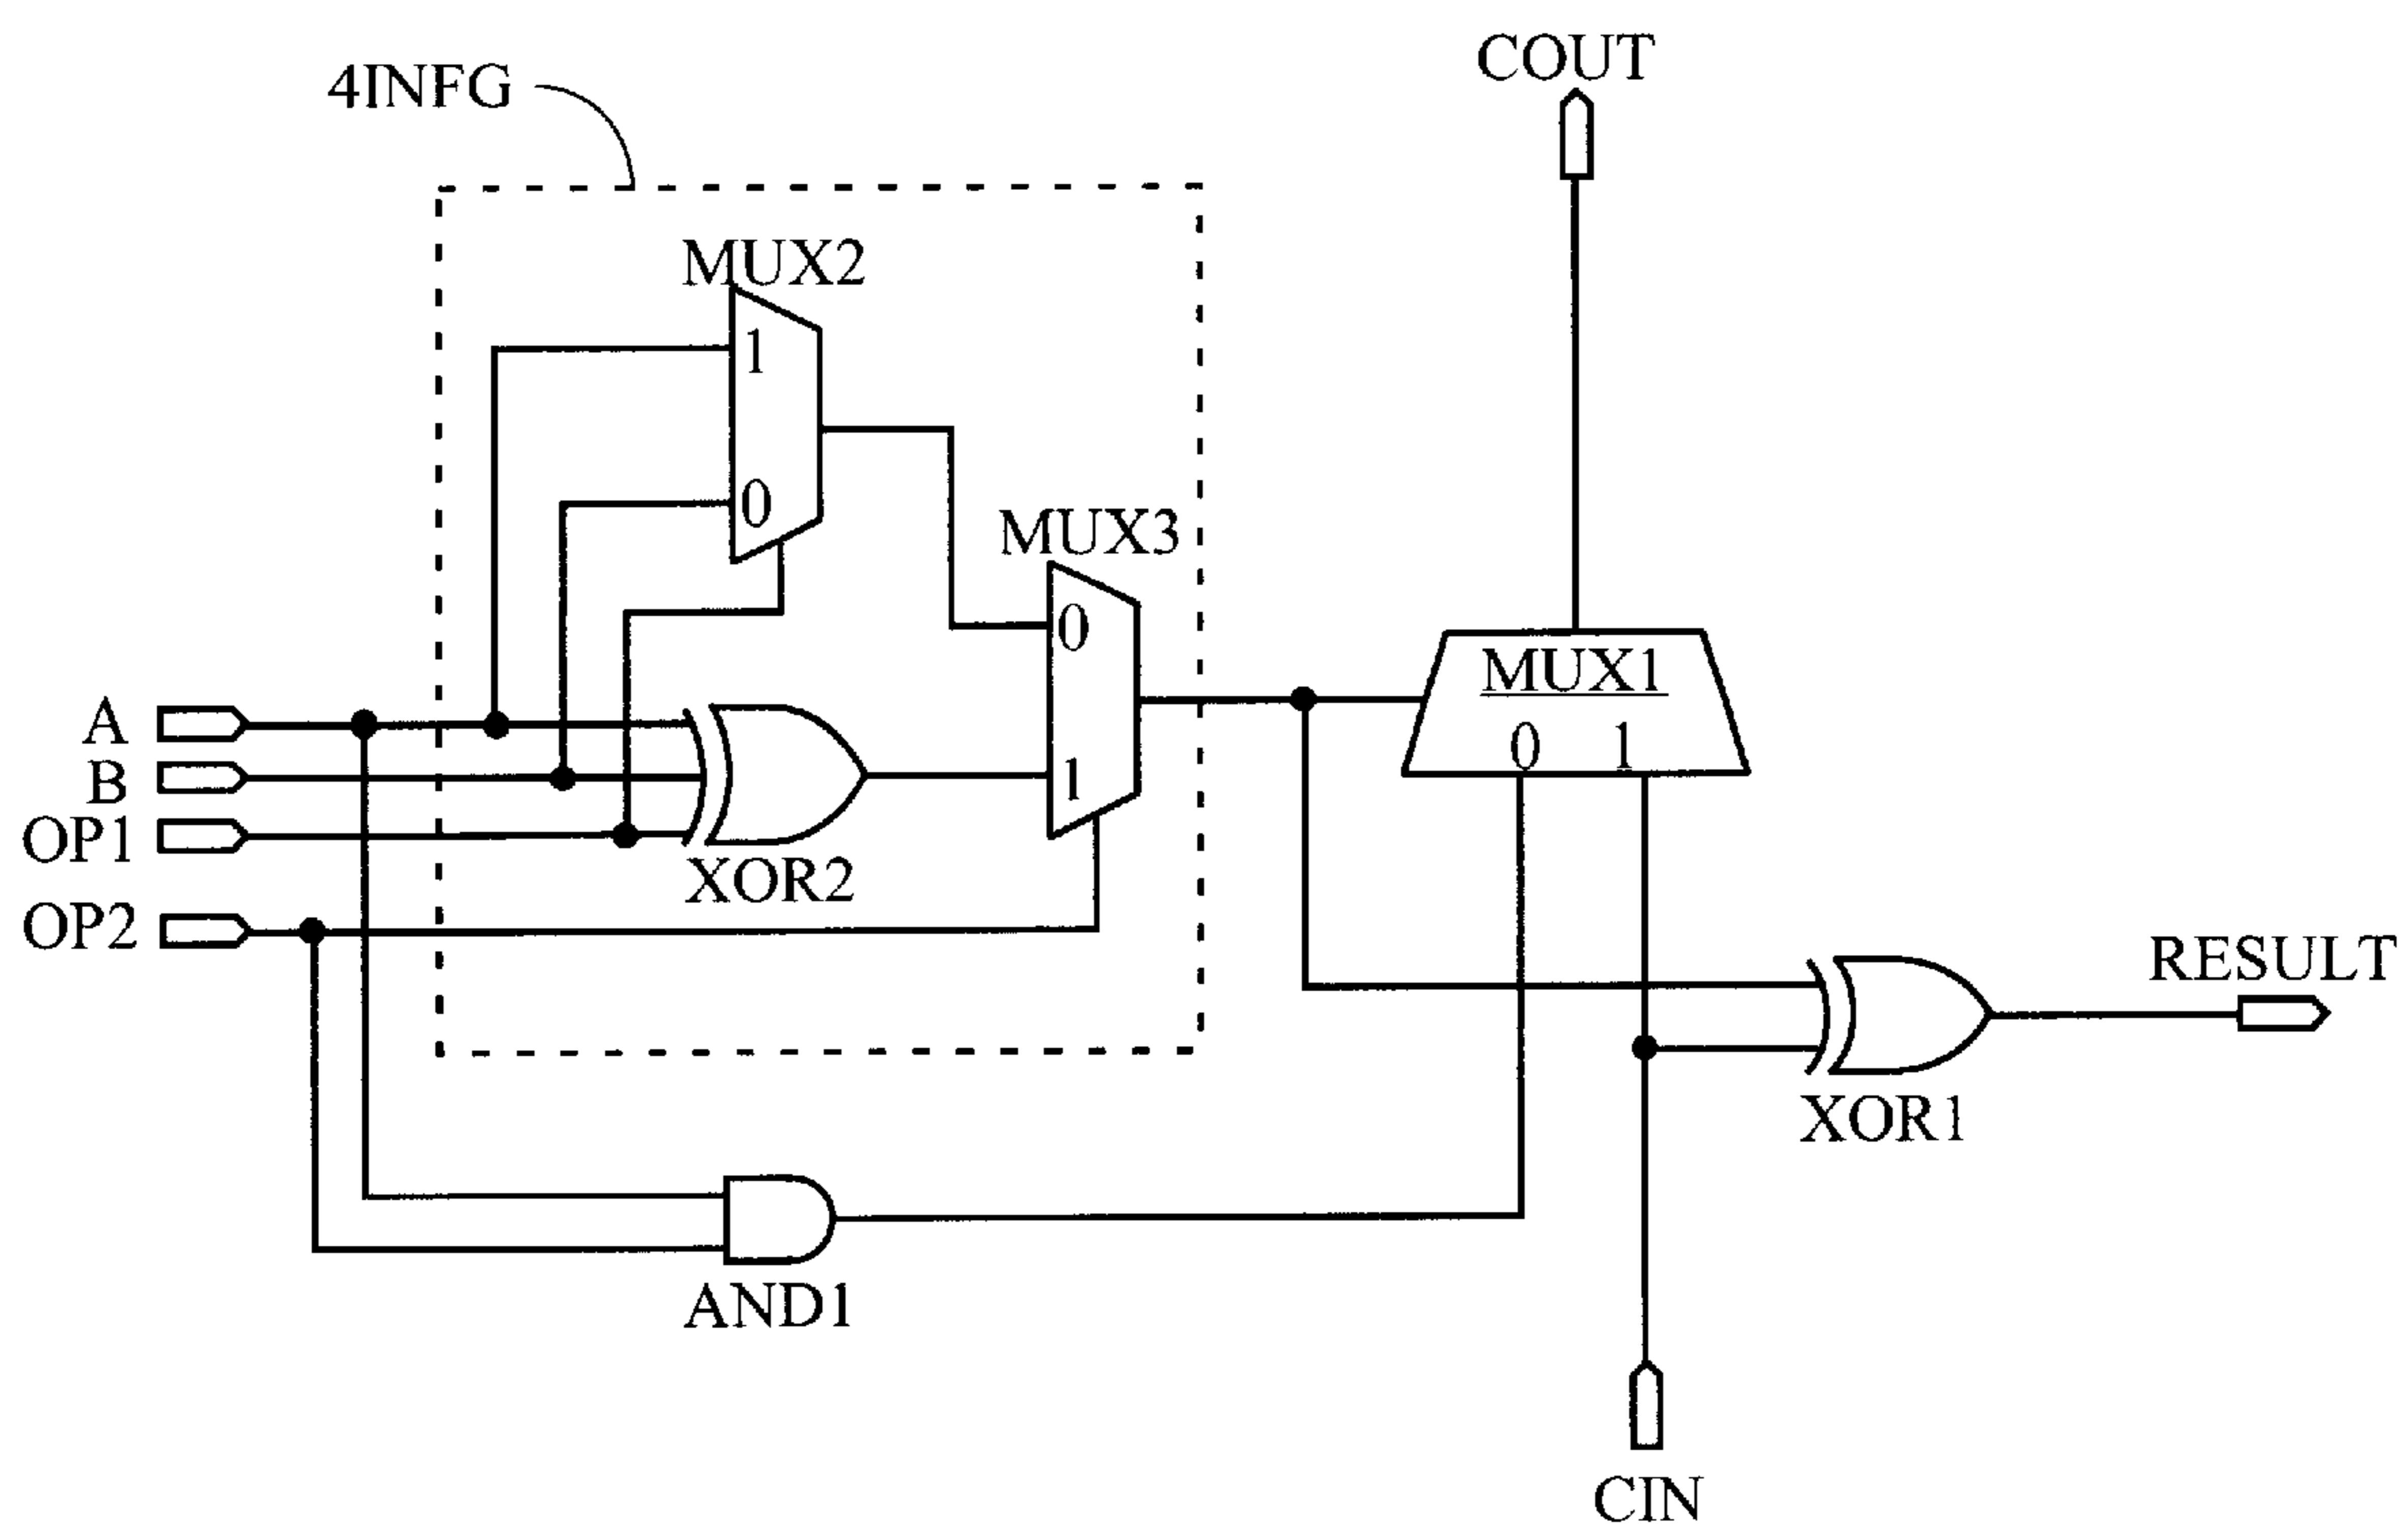 COUT
4INFG
MUX2
1
0
MUX3
0
1
MUX1
0 1
A
B
OP1
OP2
XOR2
RESULT
XOR1
AND1
CIN